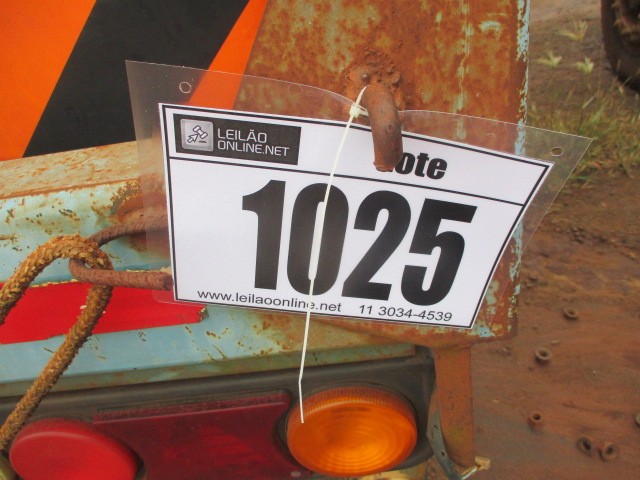 LEILÃO
ONLINE.NET
ote
1025
www.leilaoonline.net 11 3034-4539